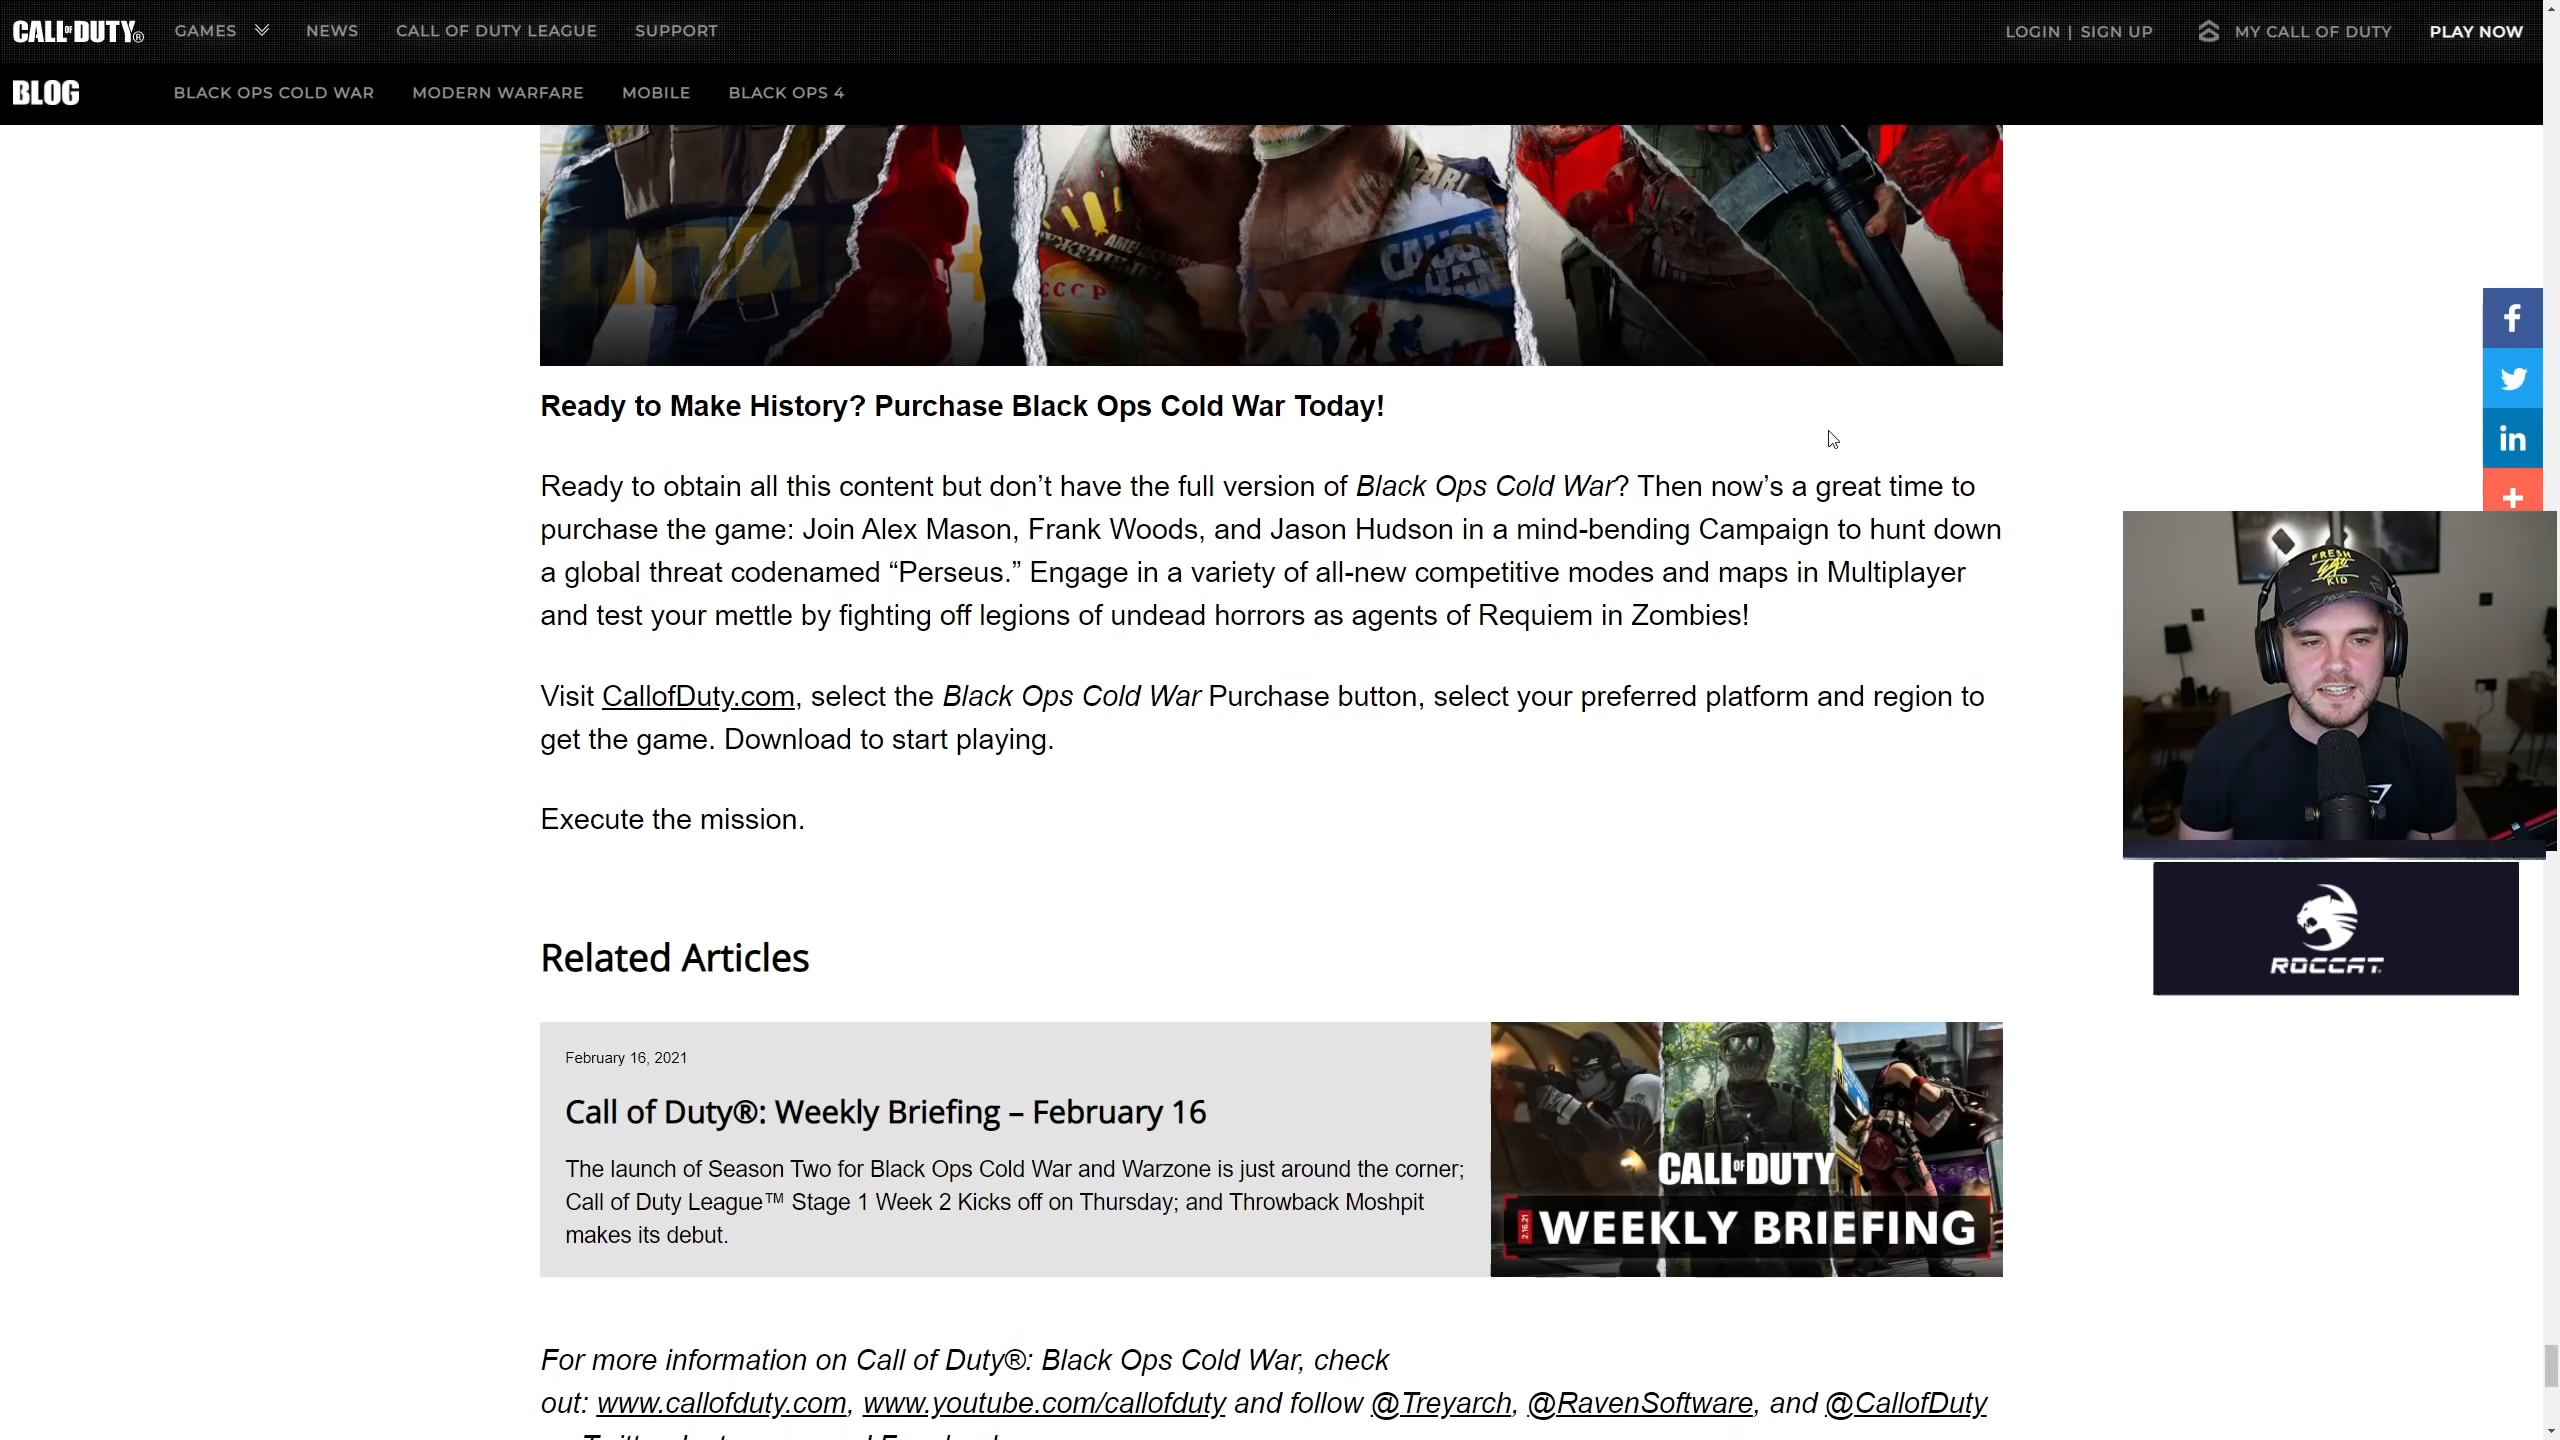 CALL OF DUTY®
GAMES
NEWS
CALL OF DUTY LEAGUE
SUPPORT
LOGIN | SIGN UP
MY CALL OF DUTY
PLAY NOW
BLOG
BLACK OPS COLD WAR
MODERN WARFARE
MOBILE
BLACK OPS 4
СССР
Ready to Make History? Purchase Black Ops Cold War Today!
Ready to obtain all this content but don’t have the full version of Black Ops Cold War? Then now’s a great time to
purchase the game: Join Alex Mason, Frank Woods, and Jason Hudson in a mind-bending Campaign to hunt down
a global threat codenamed “Perseus.” Engage in a variety of all-new competitive modes and maps in Multiplayer
and test your mettle by fighting off legions of undead horrors as agents of Requiem in Zombies!
Visit CallofDuty.com, select the Black Ops Cold War Purchase button, select your preferred platform and region to
get the game. Download to start playing.
Execute the mission.
FRESH
EGO
KID
ROCCAT
Related Articles
February 16, 2021
Call of Duty®: Weekly Briefing – February 16
The launch of Season Two for Black Ops Cold War and Warzone is just around the corner;
Call of Duty League™ Stage 1 Week 2 Kicks off on Thursday; and Throwback Moshpit
makes its debut.
CALL OF DUTY
2.16.21
WEEKLY BRIEFING
For more information on Call of Duty®: Black Ops Cold War, check
out: www.callofduty.com, www.youtube.com/callofduty and follow @Treyarch, @RavenSoftware, and @CallofDuty